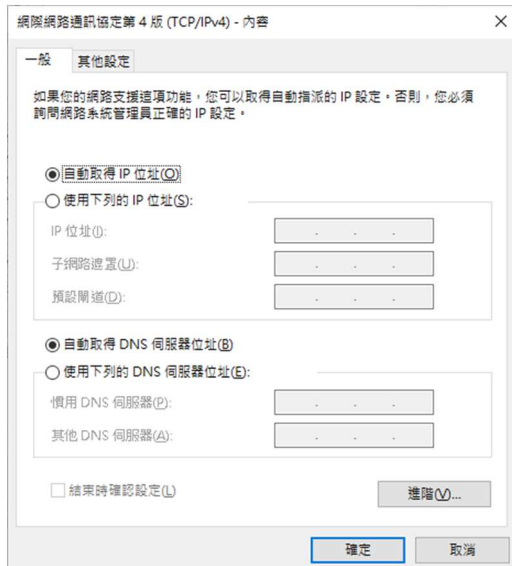 網際網路通訊協定第 4 版 (TCP/IPv4) - 內容
一般 其他設定
如果您的網路支援這項功能，您可以取得自動指派的 IP 設定。否則，您必須
詢問網路系統管理員正確的 IP 設定。
自動取得 IP 位址(O)
使用下列的 IP 位址(S):
IP 位址(I):
子網路遮罩(U):
預設閘道(D):
自動取得 DNS 伺服器位址(B)
使用下列的 DNS 伺服器位址(E):
慣用 DNS 伺服器(P):
其他 DNS 伺服器(A):
結束時確認設定(L)
進階(V)...
確定 取消